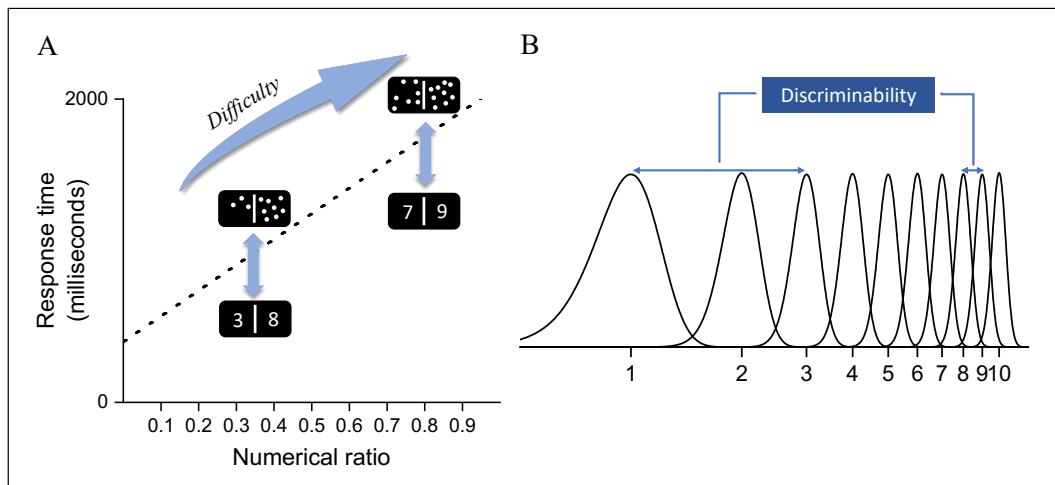 A
B
Difficulty
Discriminability
2000
7 9
Response time
(milliseconds)
3 8
0
0.1 0.2 0.3 0.4 0.5 0.6 0.7 0.8 0.9
Numerical ratio
1 2 3 4 5 6 7 8 9 10